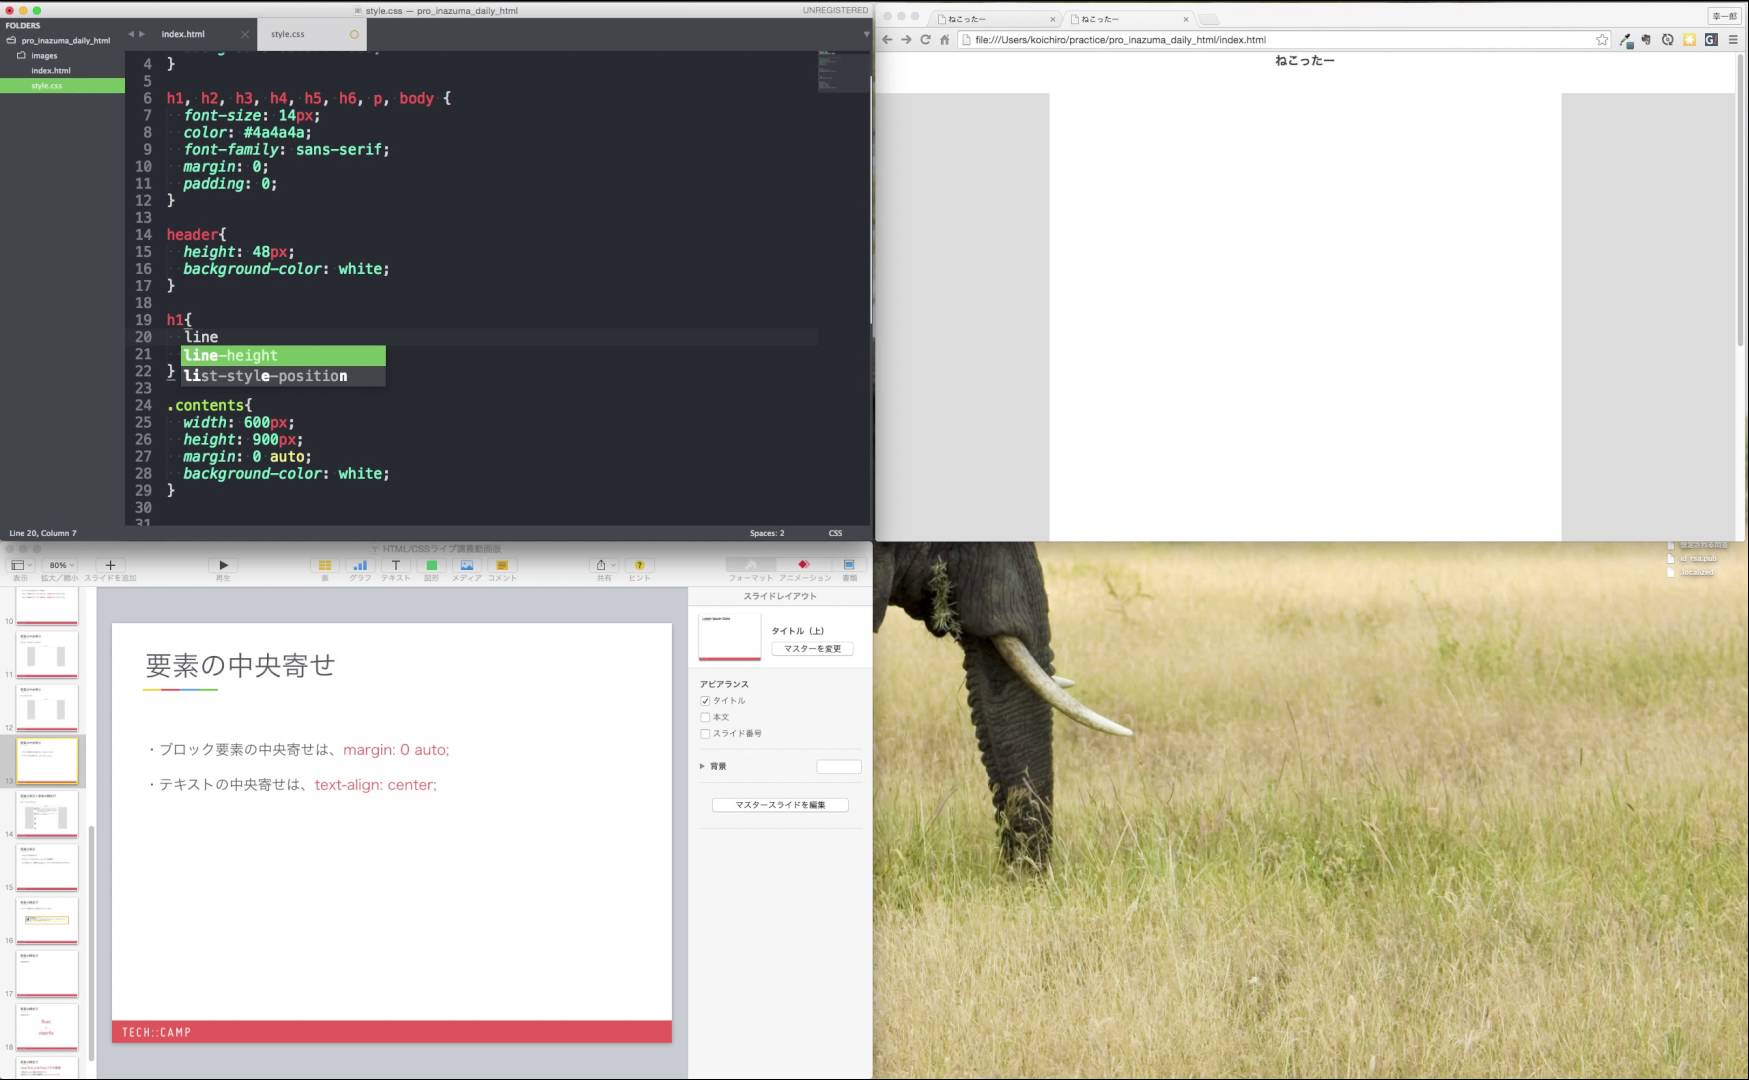 style.css — pro_inazuma_daily_html
UNREGISTERED
FOLDERS
pro_inazuma_daily_html
images
index.html
style.css
index.html
style.css
4 }
5
6 h1, h2, h3, h4, h5, h6, p, body {
7 font-size: 14px;
8 color: #4a4a4a;
9 font-family: sans-serif;
10 margin: 0;
11 padding: 0;
12 }
13
14 header{
15 height: 48px;
16 background-color: white;
17 }
18
19 h1{
20 line
21 line-height
22 } list-style-position
23
24 .contents{
25 width: 600px;
26 height: 900px;
27 margin: 0 auto;
28 background-color: white;
29 }
30
31
Line 20, Column 7
Spaces: 2
CSS
ねこったー
ねこったー
幸一郎
file:///Users/koichiro/practice/pro_inazuma_daily_html/index.html
ねこったー
HTML/CSSライブ講義動画版
80%
表示
拡大/縮小
スライドを追加
再生
表
グラフ
テキスト
図形
メディア
コメント
共有
ヒント
フォーマット
アニメーション
書類
10
11
12
13
14
15
16
17
18
要素の中央寄せ
・ブロック要素の中央寄せは、margin: 0 auto;
・テキストの中央寄せは、text-align: center;
TECH::CAMP
スライドレイアウト
タイトル（上）
マスターを変更
アピアランス
タイトル
本文
スライド番号
背景
マスタースライドを編集
id_rsa.pub